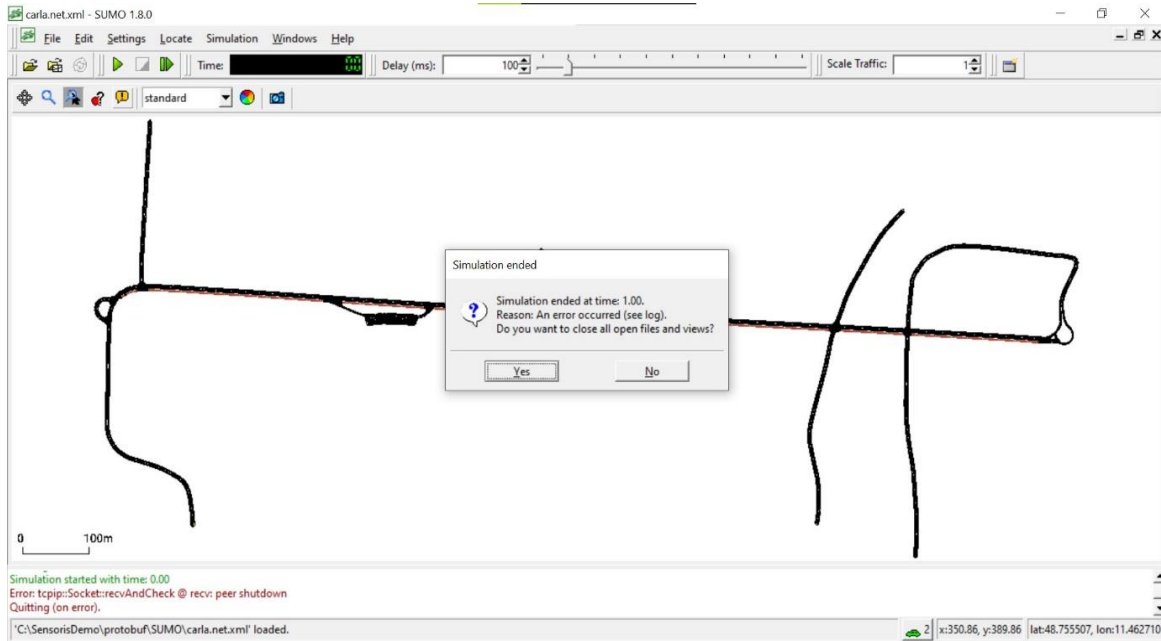 carla.net.xml - SUMO 1.8.0
File Edit Settings Locate Simulation Windows Help
Time: Delay (ms): 100 Scale Traffic: 1
standard
Simulation ended
Simulation ended at time: 1.00.
Reason: An error occurred (see log).
Do you want to close all open files and views?
Yes No
0 100m
Simulation started with time: 0.00
Error: tcpip::Socket::recvAndCheck @ recv: peer shutdown
Quitting (on error).
'C:\SensorisDemo\protobuf\SUMO\carla.net.xml' loaded. 2 x:350.86, y:389.86 lat:48.755507, lon:11.462710